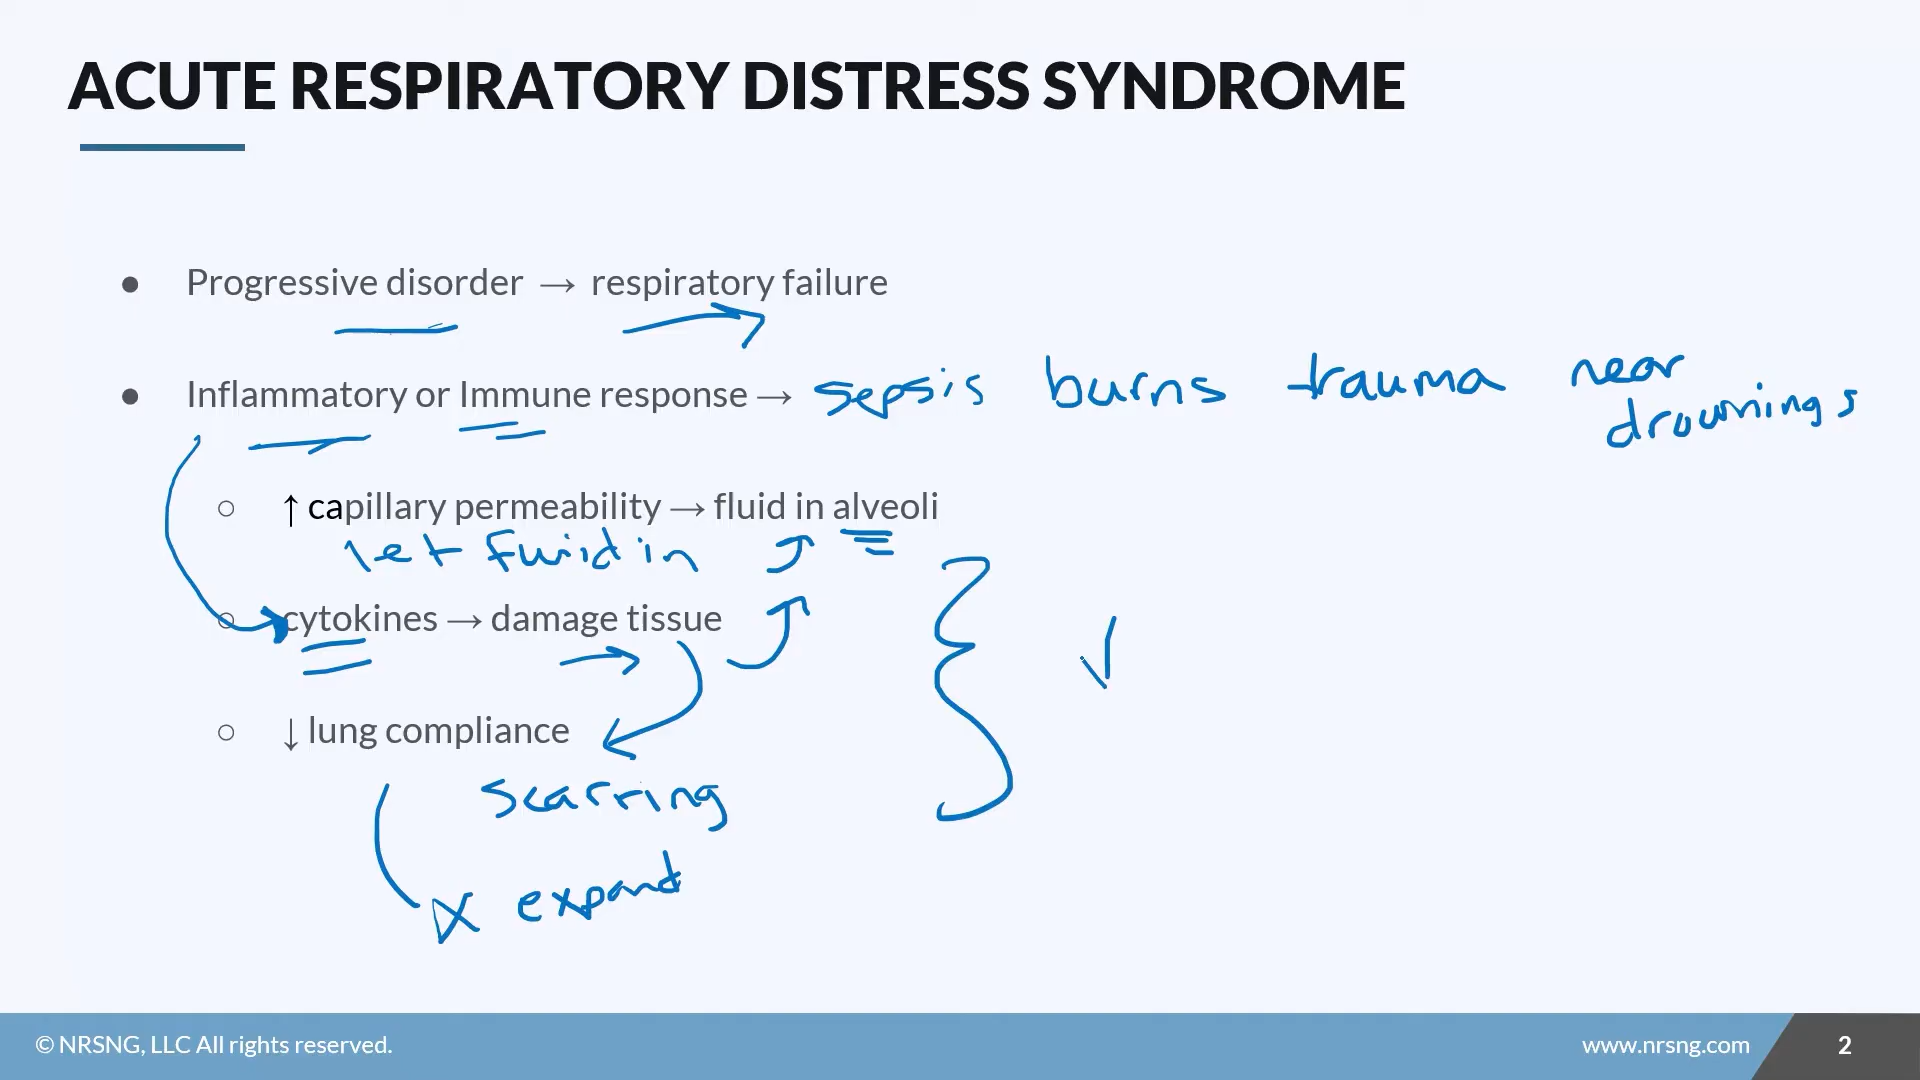 ACUTE RESPIRATORY DISTRESS SYNDROME
● Progressive disorder → respiratory failure
● Inflammatory or Immune response → sepsis burns trauma near drownings
○ ↑ capillary permeability → fluid in alveoli
let fluid in
○ cytokines → damage tissue
○ ↓ lung compliance
scarring
expand
© NRSNG, LLC All rights reserved.
www.nrsng.com
2